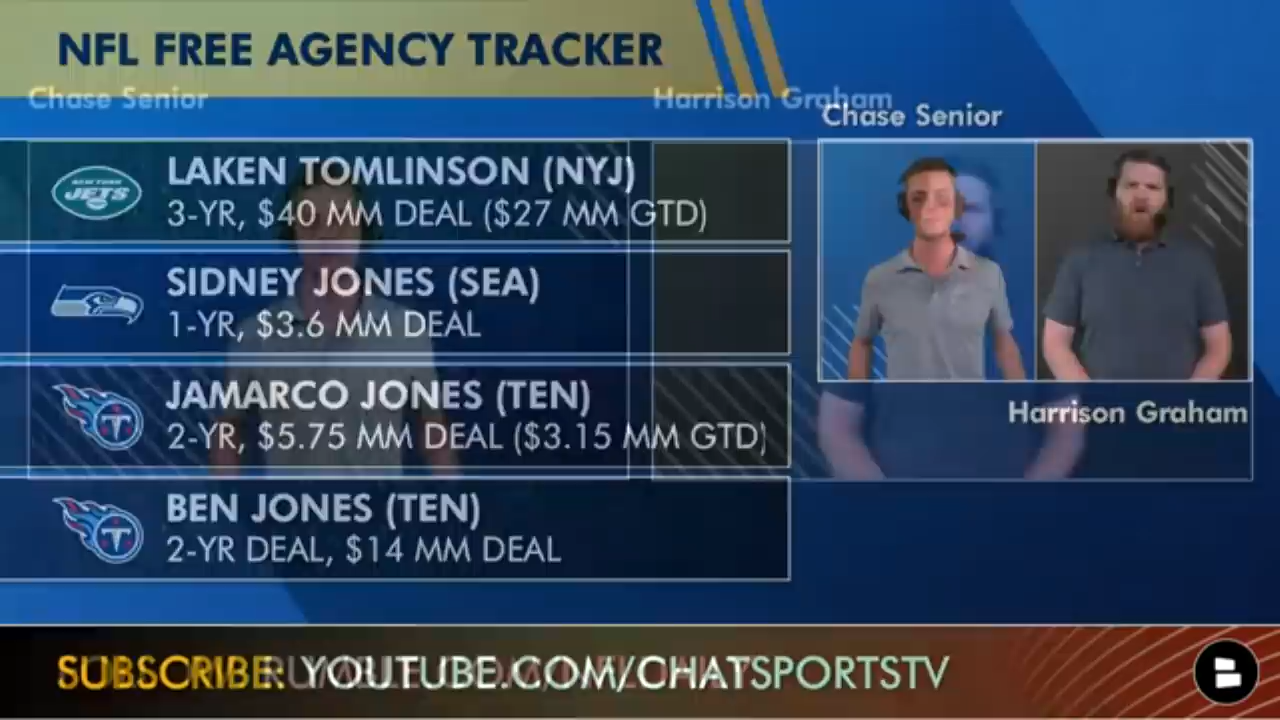 NFL FREE AGENCY TRACKER
Chase Senior
Harrison Graham
Chase Senior
LAKEN TOMLINSON (NYJ)
3-YR, $40 MM DEAL ($27 MM GTD)
NEW YORK
JETS
SIDNEY JONES (SEA)
1-YR, $3.6 MM DEAL
JAMARCO JONES (TEN)
2-YR, $5.75 MM DEAL ($3.15 MM GTD)
T
Harrison Graham
BEN JONES (TEN)
2-YR DEAL, $14 MM DEAL
T
SUBSCRIBE: YOUTUBE.COM/CHATSPORTSTV